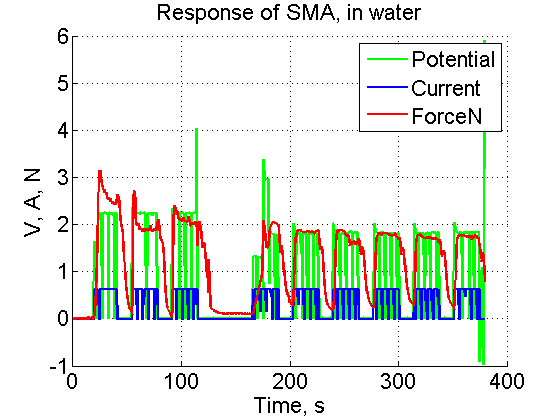 Response of SMA, in water
6
5
4
3
2
1
0
-1
V, A, N
Potential
Current
ForceN
0 100 200 300 400
Time, s